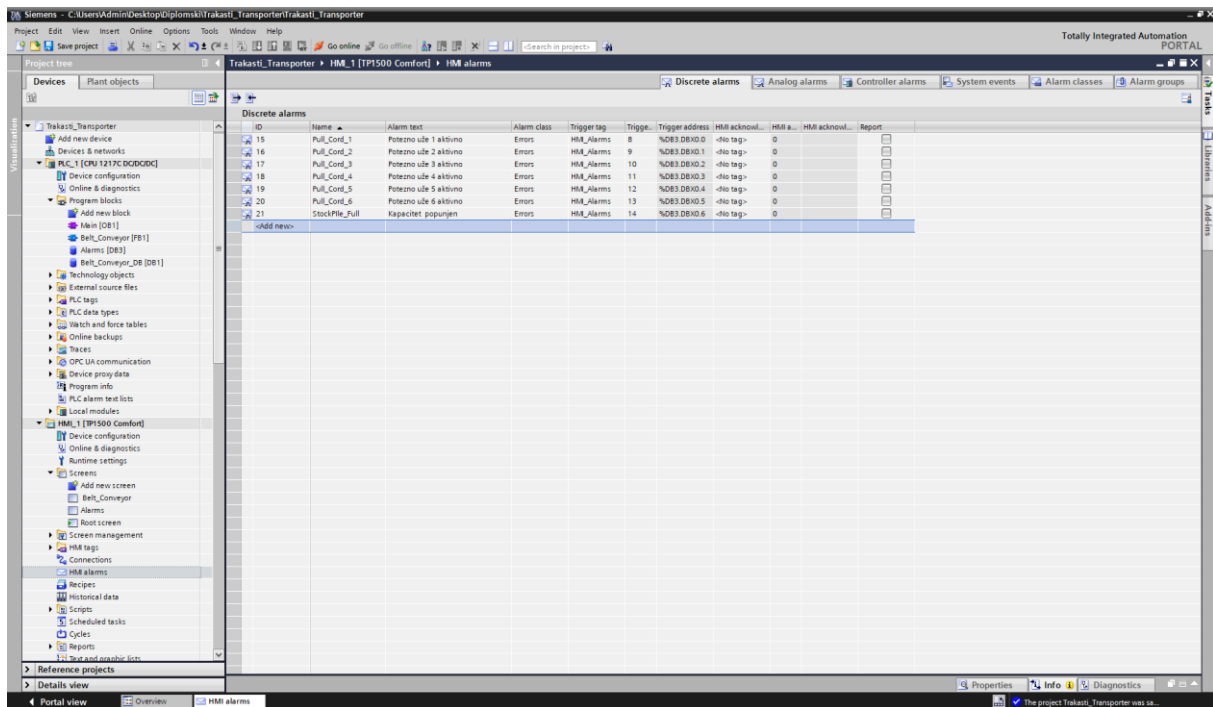 Siemens - C:\Users\Admin\Desktop\Diplomski\Trakasti_Transporter\Trakasti_Transporter
Project Edit View Insert Online Options Tools Window Help
Totally Integrated Automation
PORTAL
Save project Go online Go offline <Search in project>
Project tree
Trakasti_Transporter HMI_1 [TP1500 Comfort] HMI alarms
Devices Plant objects
Discrete alarms Analog alarms Controller alarms System events Alarm classes Alarm groups
Visualization
Tasks
Libraries
Add-ins
Trakasti_Transporter
Add new device
Devices & networks
PLC_1 [CPU 1217C DC/DC/DC]
Device configuration
Online & diagnostics
Program blocks
Add new block
Main [OB1]
Belt_Conveyor [FB1]
Alarms [DB3]
Belt_Conveyor_DB [DB1]
Technology objects
External source files
PLC tags
PLC data types
Watch and force tables
Online backups
Traces
OPC UA communication
Device proxy data
Program info
PLC alarm text lists
Local modules
HMI_1 [TP1500 Comfort]
Device configuration
Online & diagnostics
Runtime settings
Screens
Add new screen
Belt_Conveyor
Alarms
Root screen
Screen management
HMI tags
Connections
HMI alarms
Recipes
Historical data
Scripts
Scheduled tasks
Cycles
Reports
Text and graphic lists
Reference projects
Details view
Discrete alarms
ID Name Alarm text Alarm class Trigger tag Trigge.. Trigger address HMI acknowl... HMI a... HMI acknowl... Report
15 Pull_Cord_1 Potezno uže 1 aktivno Errors HMI_Alarms 8 %DB3.DBX0.0 <No tag> 0
16 Pull_Cord_2 Potezno uže 2 aktivno Errors HMI_Alarms 9 %DB3.DBX0.1 <No tag> 0
17 Pull_Cord_3 Potezno uže 3 aktivno Errors HMI_Alarms 10 %DB3.DBX0.2 <No tag> 0
18 Pull_Cord_4 Potezno uže 4 aktivno Errors HMI_Alarms 11 %DB3.DBX0.3 <No tag> 0
19 Pull_Cord_5 Potezno uže 5 aktivno Errors HMI_Alarms 12 %DB3.DBX0.4 <No tag> 0
20 Pull_Cord_6 Potezno uže 6 aktivno Errors HMI_Alarms 13 %DB3.DBX0.5 <No tag> 0
21 StockPile_Full Kapacitet popunjen Errors HMI_Alarms 14 %DB3.DBX0.6 <No tag> 0
<Add new>
Properties Info Diagnostics
Portal view Overview HMI alarms
The project Trakasti_Transporter was sa...